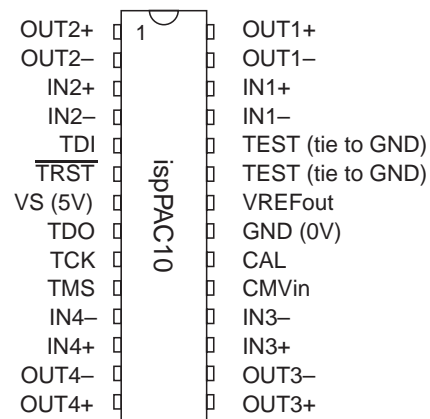 OUT2+ 1 OUT1+
OUT2– OUT1–
IN2+ IN1+
IN2– IN1–
TDI TEST (tie to GND)
TRST TEST (tie to GND)
VS (5V) VREFout
TDO GND (0V)
TCK CAL
TMS CMVin
IN4– IN3–
IN4+ IN3+
OUT4– OUT3–
OUT4+ OUT3+
ispPAC10